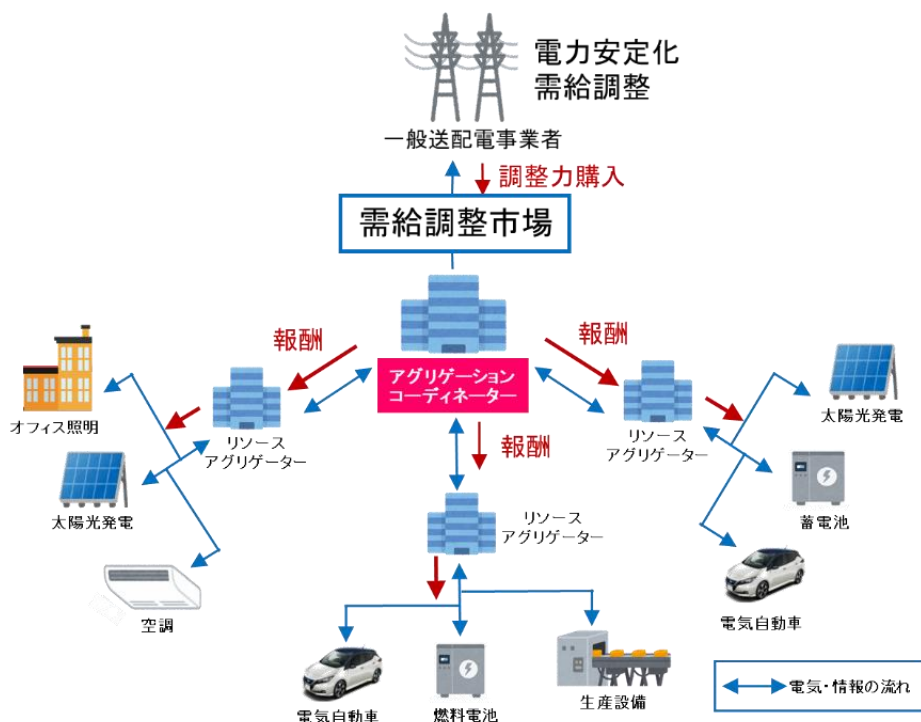 電力安定化
需給調整
一般送配電事業者
調整力購入
需給調整市場
報酬
報酬
アグリゲーション
コーディネーター
オフィス照明
リソース
アグリゲーター
リソース
アグリゲーター
太陽光発電
太陽光発電
報酬
蓄電池
リソース
アグリゲーター
空調
電気自動車
電気自動車
燃料電池
生産設備
電気・情報の流れ